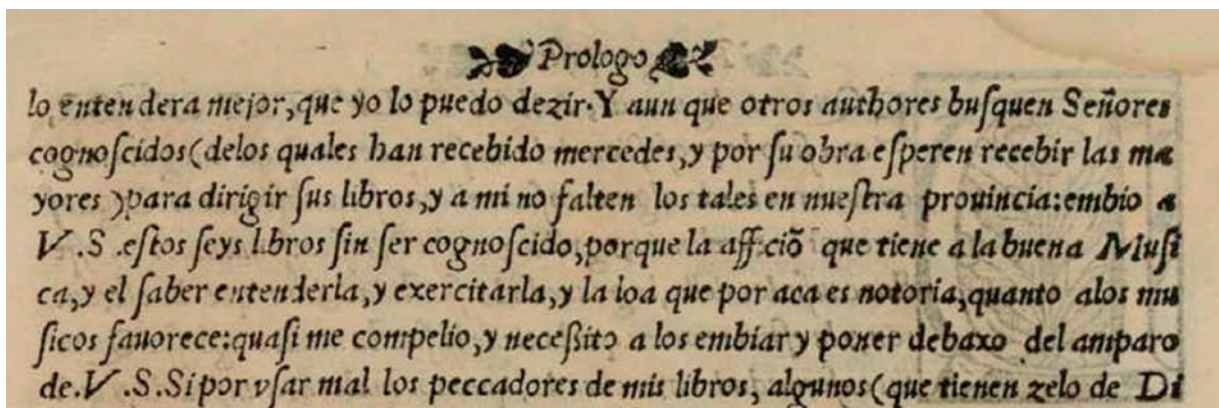 Prologo
lo entendera mejor, que yo lo puedo dezir. Y aun que otros authores buſquen Señores
cognoſcidos (delos quales han recebido mercedes, y por ſu obra eſperen recebir las ma
yores) para dirigir ſus libros, y a mi no falten los tales en nueſtra prouincia: embio a
V.S. eſtos ſeys libros ſin ſer cognoſcido, porque la afficiõ que tiene a la buena Muſi
ca, y el ſaber entenderla, y exercitarla, y la loa que por aca es notoria, quanto alos mu
ſicos fauorece: quaſi me compelio, y neceßito a los embiar y poner debaxo del amparo
de. V.S. Si por vſar mal los peccadores de mis libros, algunos (que tienen zelo de Di